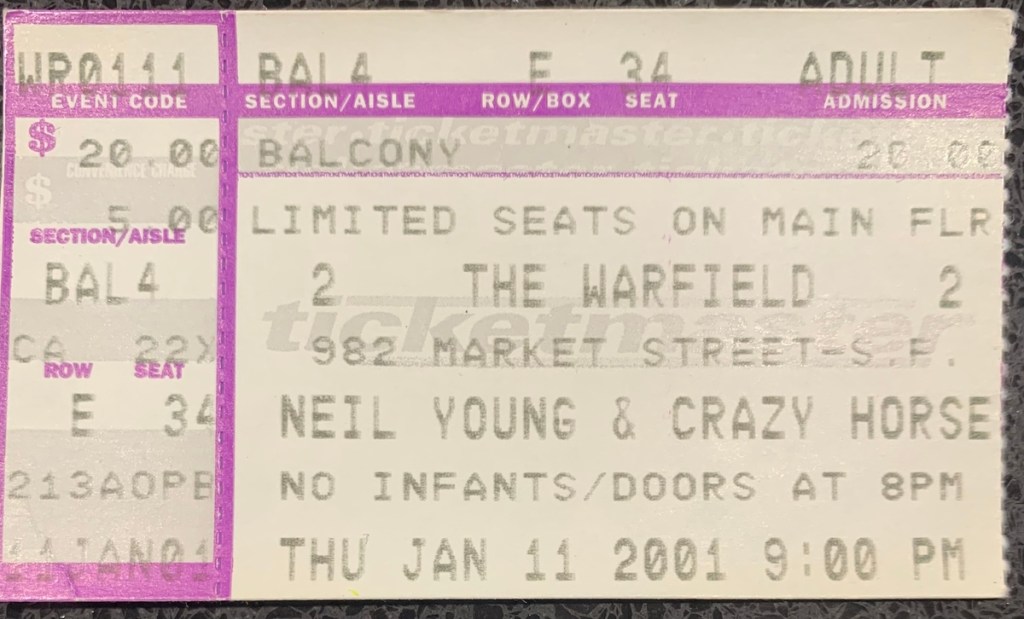 WR0111 BAL4 E 34 ADULT
EVENT CODE SECTION/AISLE ROW/BOX SEAT ADMISSION
$ 20.00 BALCONY 20.00
CONVENIENCE CHARGE
$ 5.00 LIMITED SEATS ON MAIN FLR
SECTION/AISLE
BAL4 2 THE WARFIELD 2
ticketmaster
CA 22X 982 MARKET STREET-S.F.
ROW SEAT
E 34 NEIL YOUNG & CRAZY HORSE
213AOPB NO INFANTS/DOORS AT 8PM
11JAN01 THU JAN 11 2001 9:00 PM